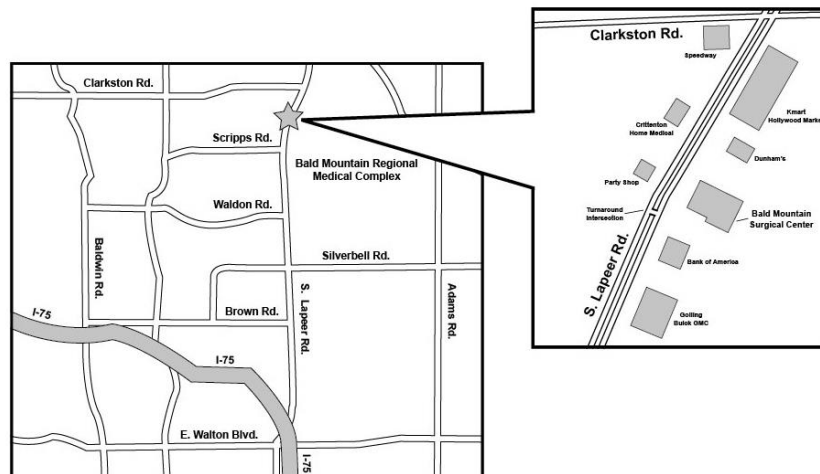 Clarkston Rd.
Scripps Rd.
Bald Mountain Regional
Medical Complex
Waldon Rd.
Silverbell Rd.
Baldwin Rd.
S. Lapeer Rd.
Adams Rd.
Brown Rd.
I-75
I-75
E. Walton Blvd.
I-75
Clarkston Rd.
Speedway
Kmart
Hollywood Market
Crittenton
Home Medical
Dunham's
Party Shop
Turnaround
Intersection
Bald Mountain
Surgical Center
S. Lapeer Rd.
Bank of America
Golling
Buick GMC